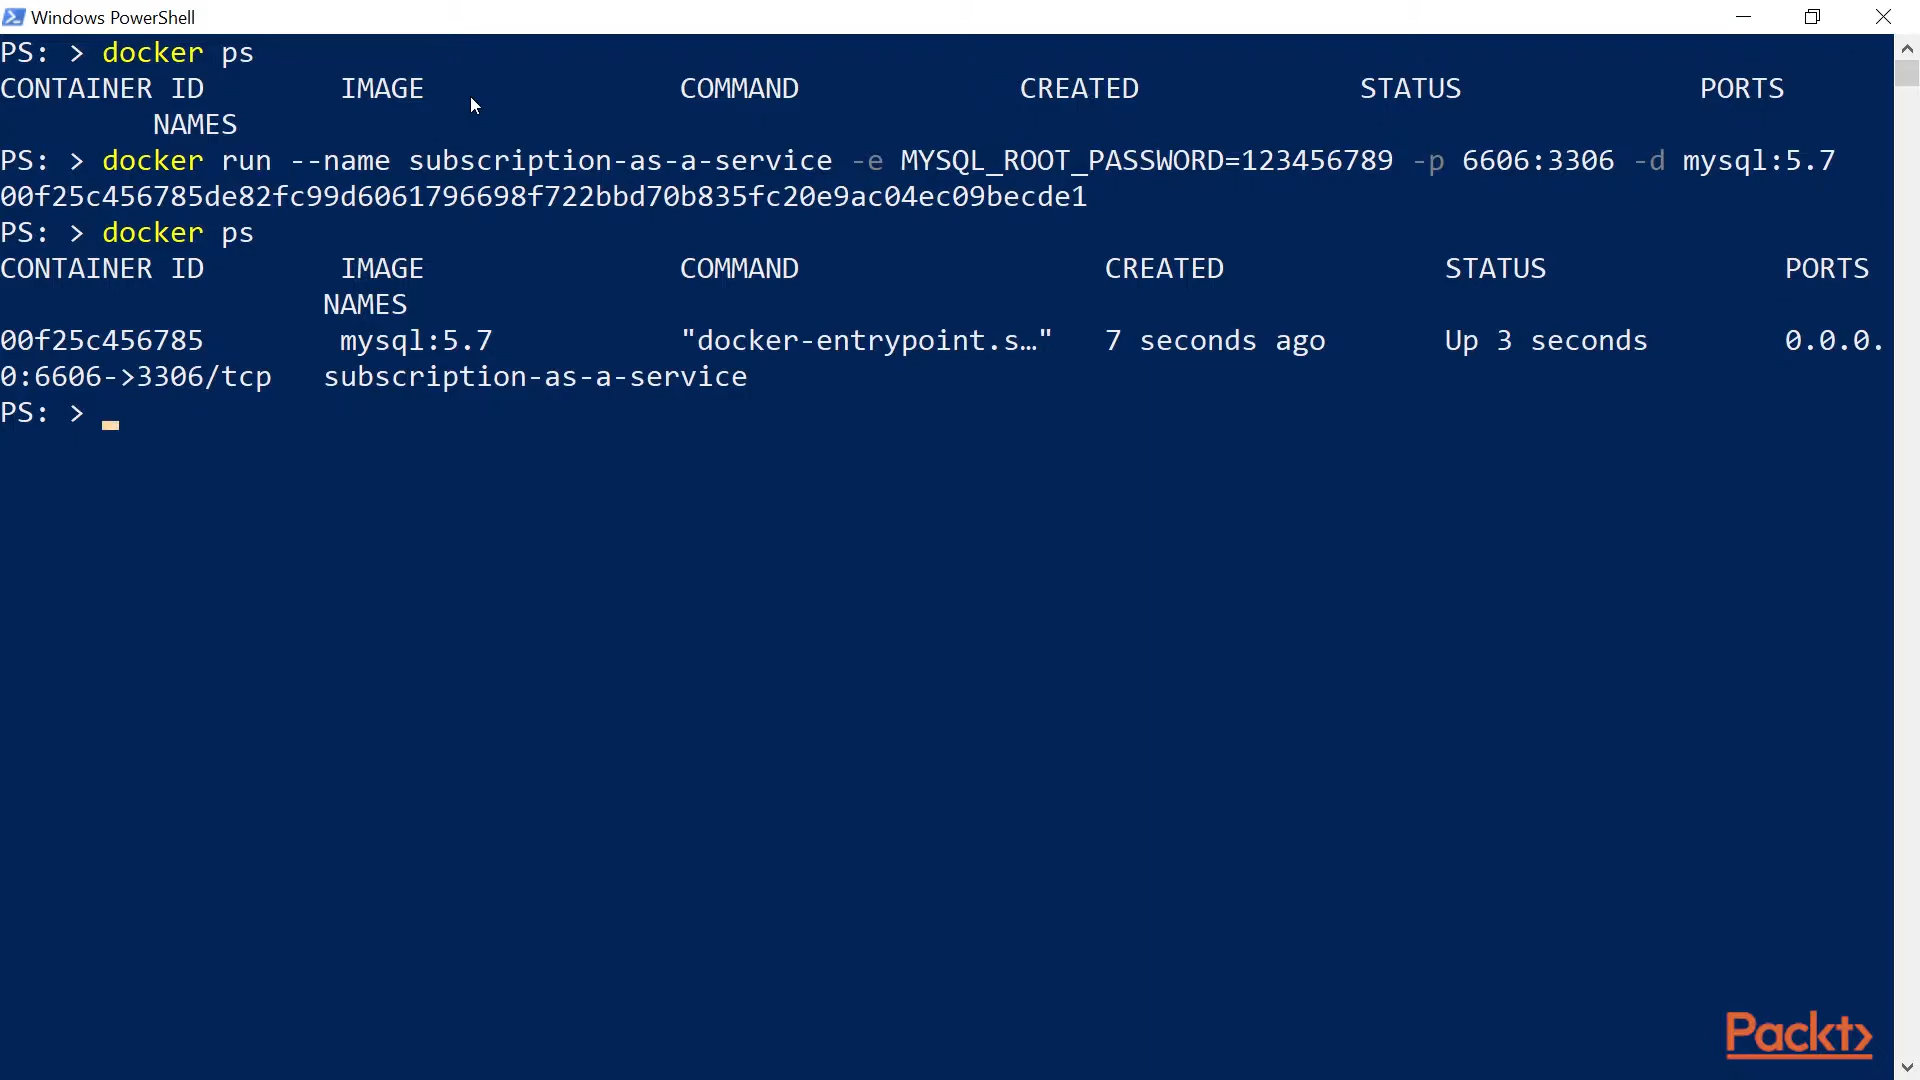 Windows PowerShell
PS: > docker ps
CONTAINER ID IMAGE COMMAND CREATED STATUS PORTS
NAMES
PS: > docker run --name subscription-as-a-service -e MYSQL_ROOT_PASSWORD=123456789 -p 6606:3306 -d mysql:5.7
00f25c456785de82fc99d6061796698f722bbd70b835fc20e9ac04ec09becde1
PS: > docker ps
CONTAINER ID IMAGE COMMAND CREATED STATUS PORTS
NAMES
00f25c456785 mysql:5.7 "docker-entrypoint.s…" 7 seconds ago Up 3 seconds 0.0.0.
0:6606->3306/tcp subscription-as-a-service
PS: >
Packt>